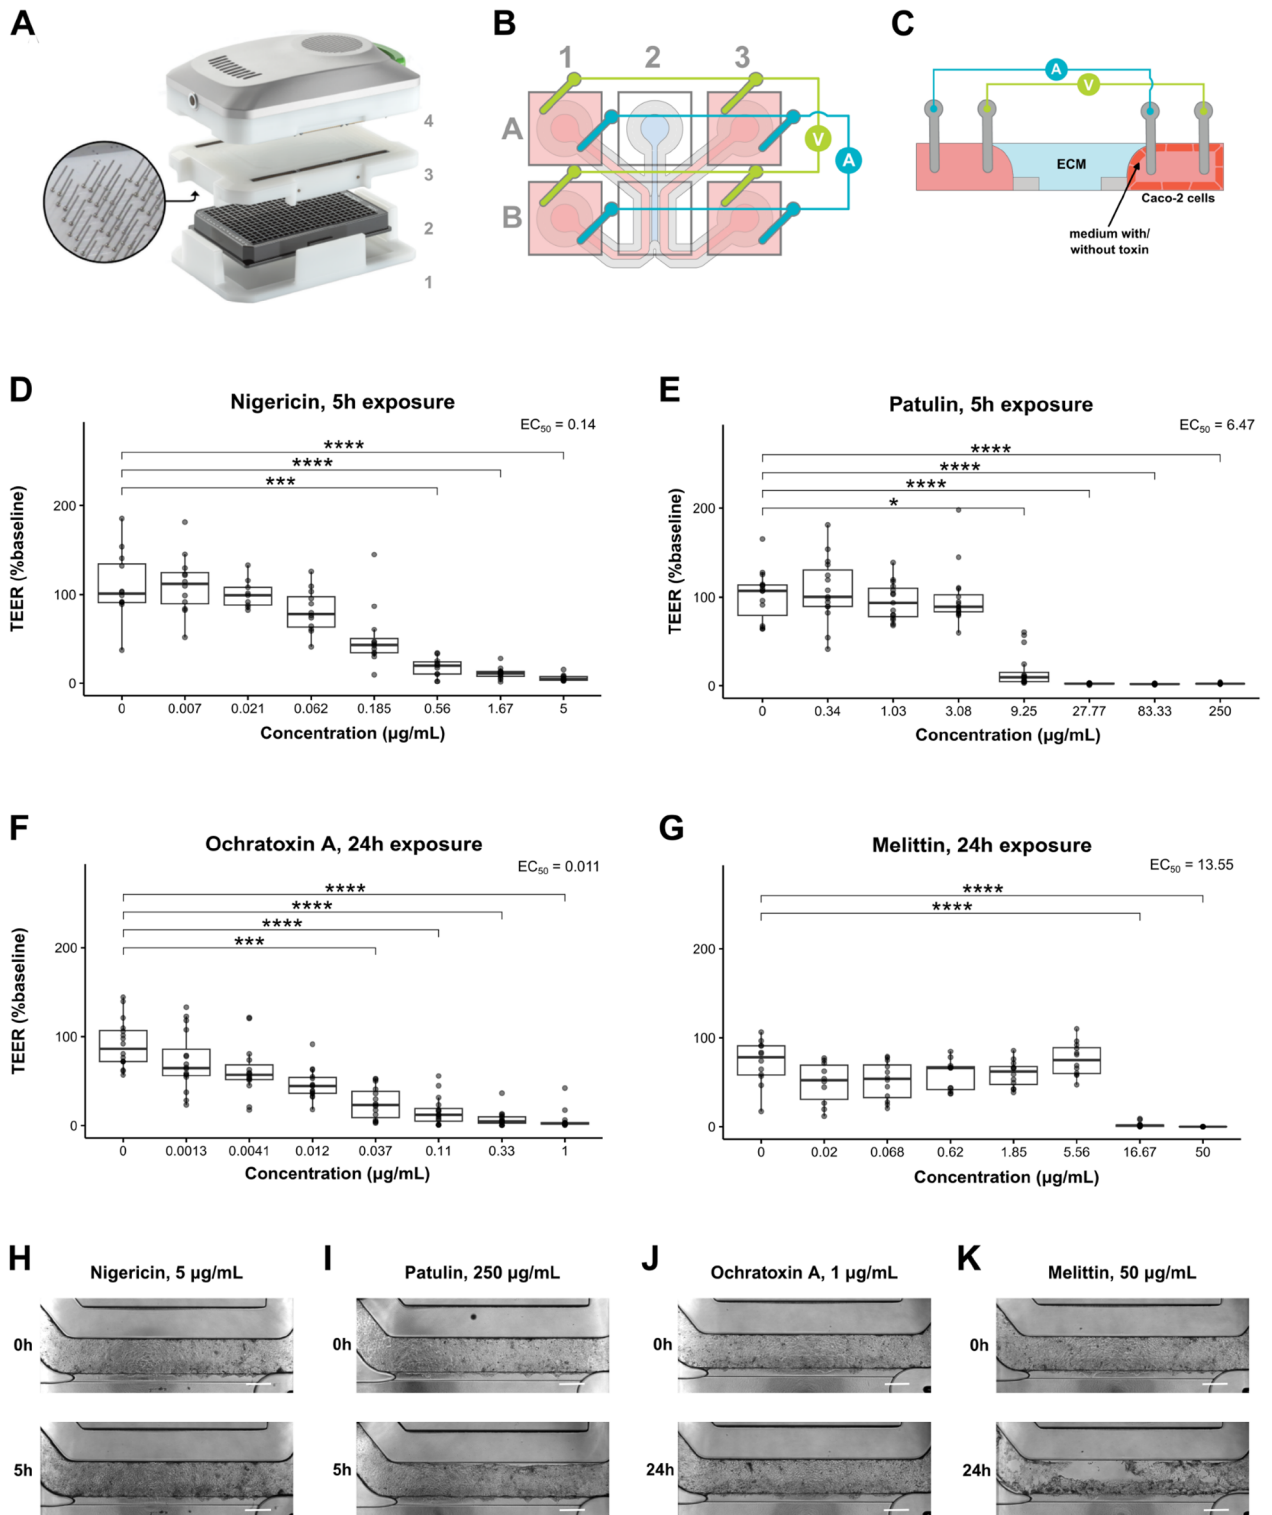 A
4
3
2
1
B
1 2 3
A
B
V
A
C
A
V
ECM
Caco-2 cells
medium with/
without toxin
D
Nigericin, 5h exposure
EC50 = 0.14
****
****
***
TEER (%baseline)
200
100
0
0 0.007 0.021 0.062 0.185 0.56 1.67 5
Concentration (µg/mL)
E
Patulin, 5h exposure
EC50 = 6.47
****
****
****
*
TEER (%baseline)
200
100
0
0 0.34 1.03 3.08 9.25 27.77 83.33 250
Concentration (µg/mL)
F
Ochratoxin A, 24h exposure
EC50 = 0.011
****
****
****
***
TEER (%baseline)
200
100
0
0 0.0013 0.0041 0.012 0.037 0.11 0.33 1
Concentration (µg/mL)
G
Melittin, 24h exposure
EC50 = 13.55
****
****
200
100
0
0 0.02 0.068 0.62 1.85 5.56 16.67 50
Concentration (µg/mL)
H
Nigericin, 5 µg/mL
0h
5h
I
Patulin, 250 µg/mL
0h
5h
J
Ochratoxin A, 1 µg/mL
0h
24h
K
Melittin, 50 µg/mL
0h
24h